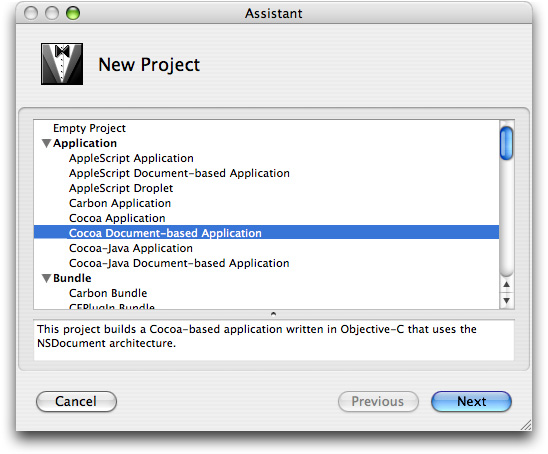 Assistant
New Project
Empty Project
Application
AppleScript Application
AppleScript Document-based Application
AppleScript Droplet
Carbon Application
Cocoa Application
Cocoa Document-based Application
Cocoa-Java Application
Cocoa-Java Document-based Application
Bundle
Carbon Bundle
CFPlugIn Bundle
This project builds a Cocoa-based application written in Objective-C that uses the
NSDocument architecture.
Cancel
Previous
Next